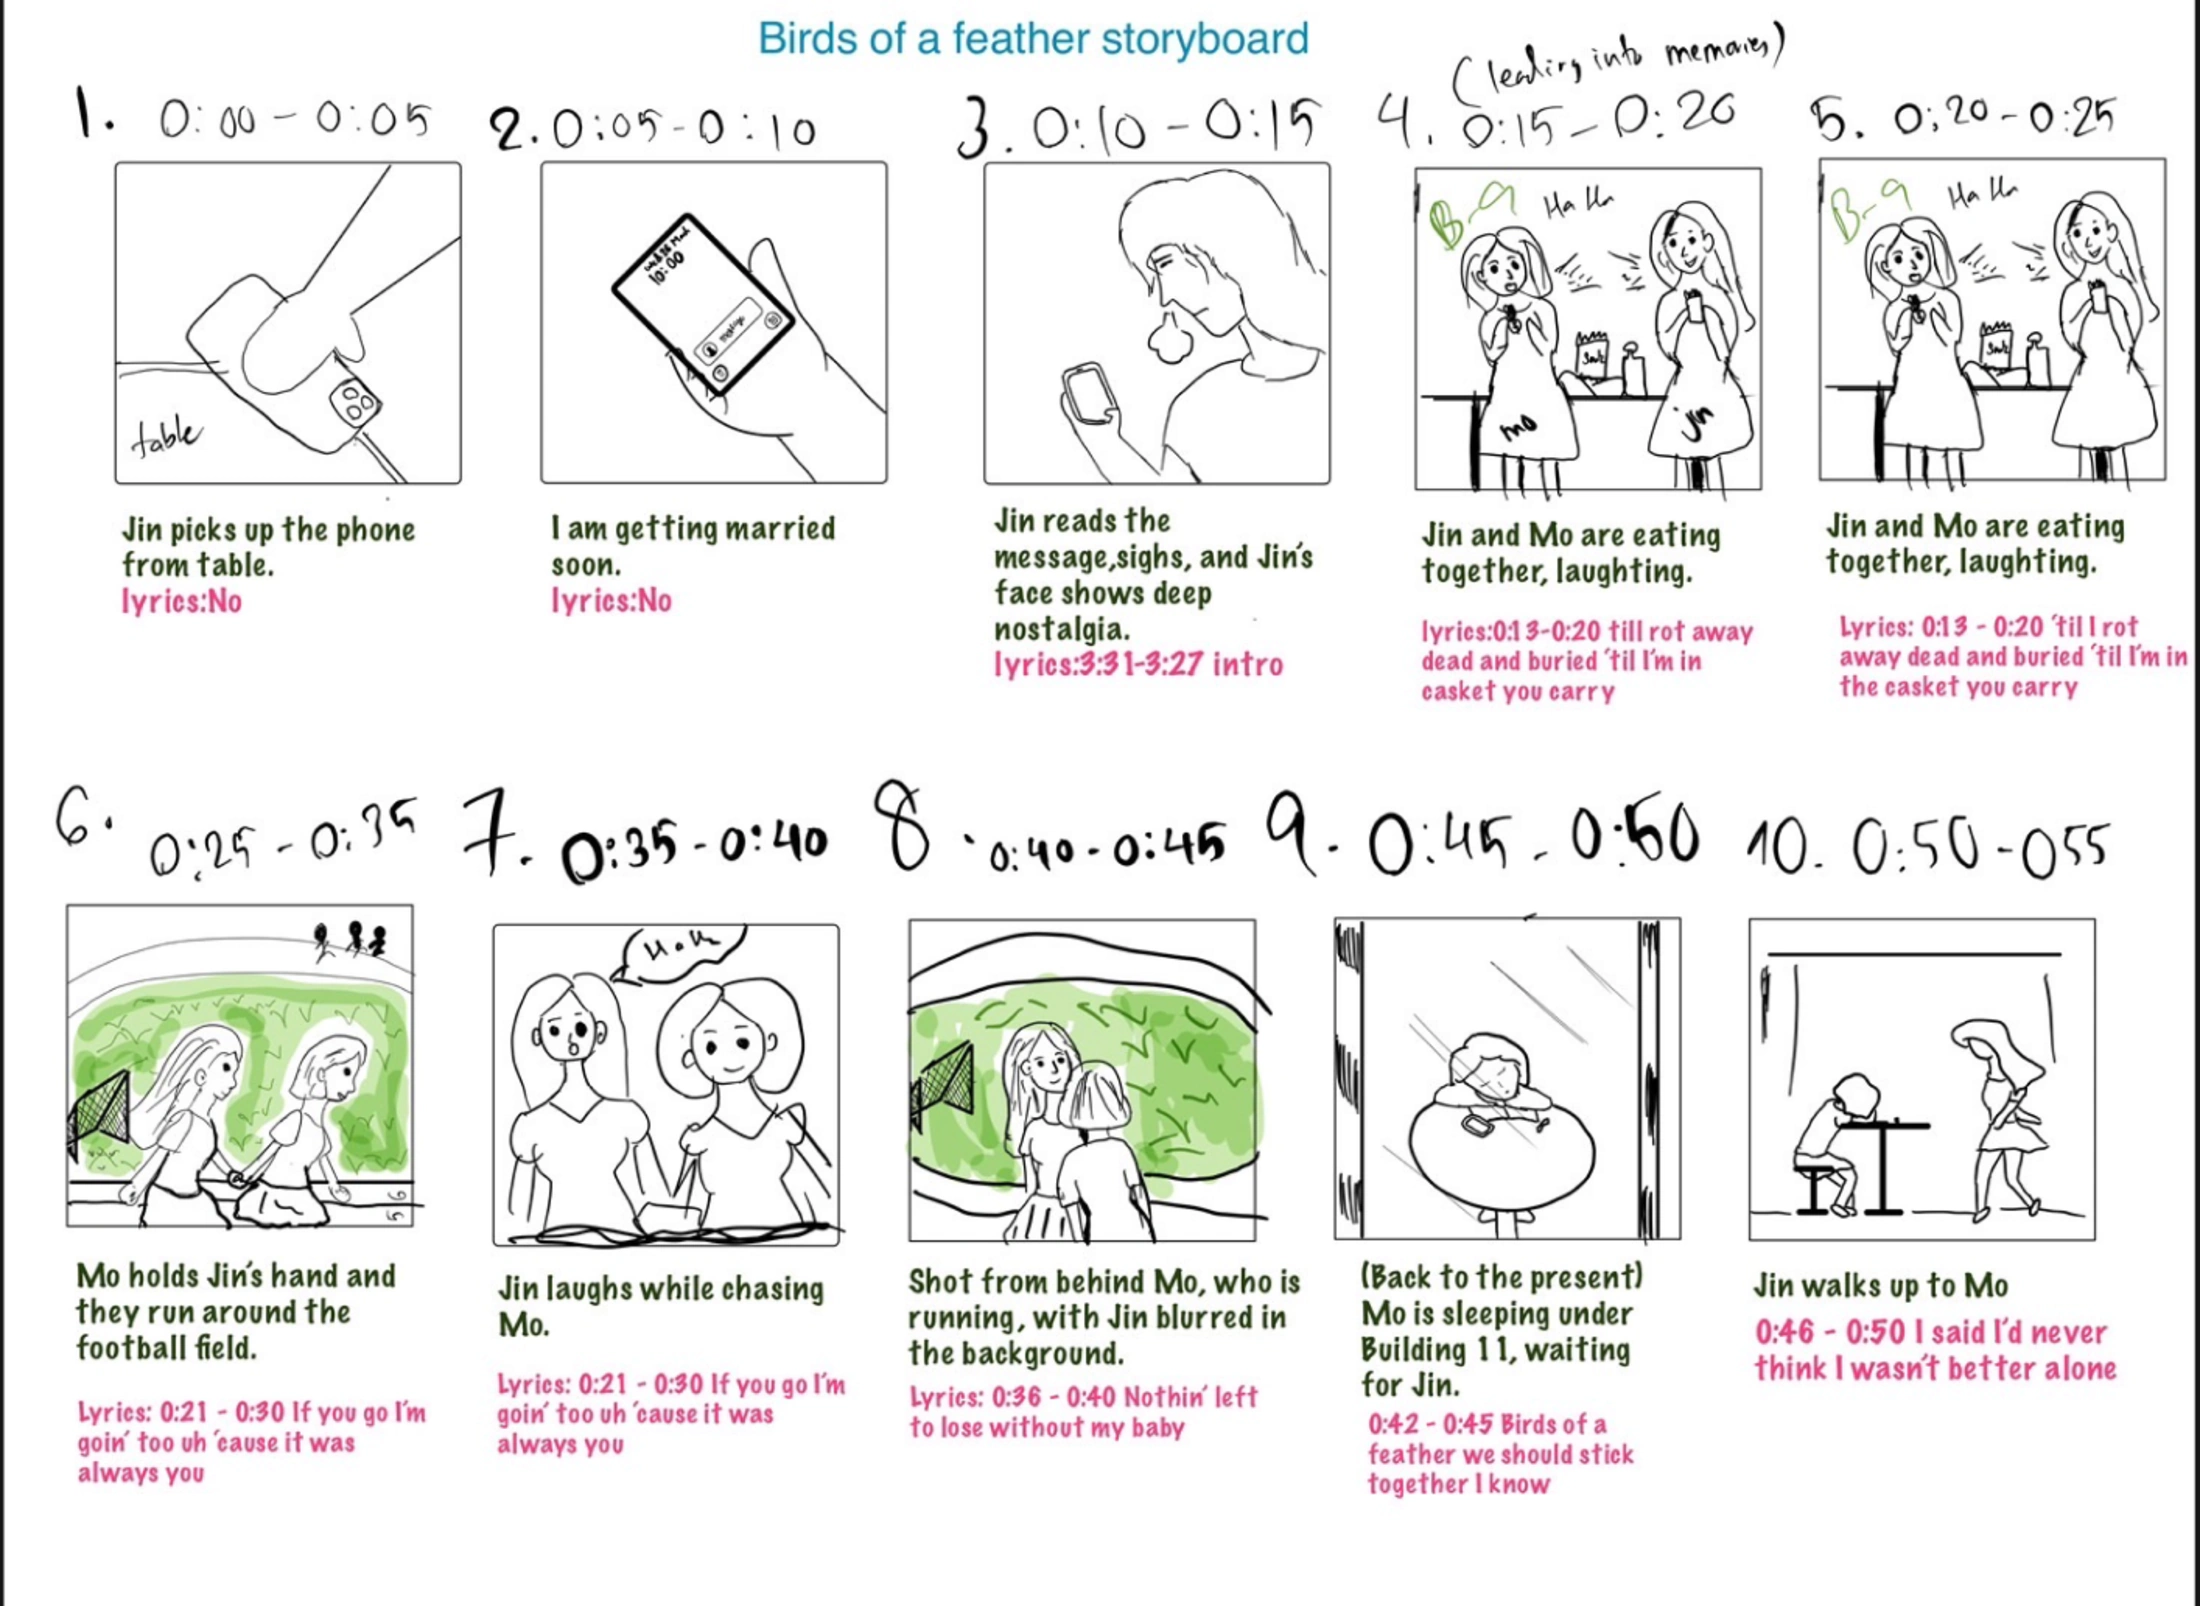 Birds of a feather storyboard
(leading into memories)
1. 0:00 - 0:05
2. 0:05 - 0:10
3. 0:10 - 0:15
4. 0:15 - 0:20
5. 0:20 - 0:25
table
10:00
message
B-9
Ha Ha
mo
jin
B-9
Ha Ha
Jin picks up the phone
from table.
lyrics:No
I am getting married
soon.
lyrics:No
Jin reads the
message,sighs, and Jin's
face shows deep
nostalgia.
lyrics:3:31-3:27 intro
Jin and Mo are eating
together, laughting.
lyrics:0:13-0:20 till rot away
dead and buried 'til I'm in
casket you carry
Jin and Mo are eating
together, laughting.
Lyrics: 0:13 - 0:20 'til I rot
away dead and buried 'til I'm in
the casket you carry
6. 0:25 - 0:35
7. 0:35 - 0:40
8. 0:40 - 0:45
9. 0:45 - 0:50
10. 0:50 - 055
Mo holds Jin's hand and
they run around the
football field.
Lyrics: 0:21 - 0:30 If you go I'm
goin' too uh 'cause it was
always you
Jin laughs while chasing
Mo.
Lyrics: 0:21 - 0:30 If you go I'm
goin' too uh 'cause it was
always you
Shot from behind Mo, who is
running, with Jin blurred in
the background.
Lyrics: 0:36 - 0:40 Nothin' left
to lose without my baby
(Back to the present)
Mo is sleeping under
Building 11, waiting
for Jin.
0:42 - 0:45 Birds of a
feather we should stick
together I know
Jin walks up to Mo
0:46 - 0:50 I said I'd never
think I wasn't better alone